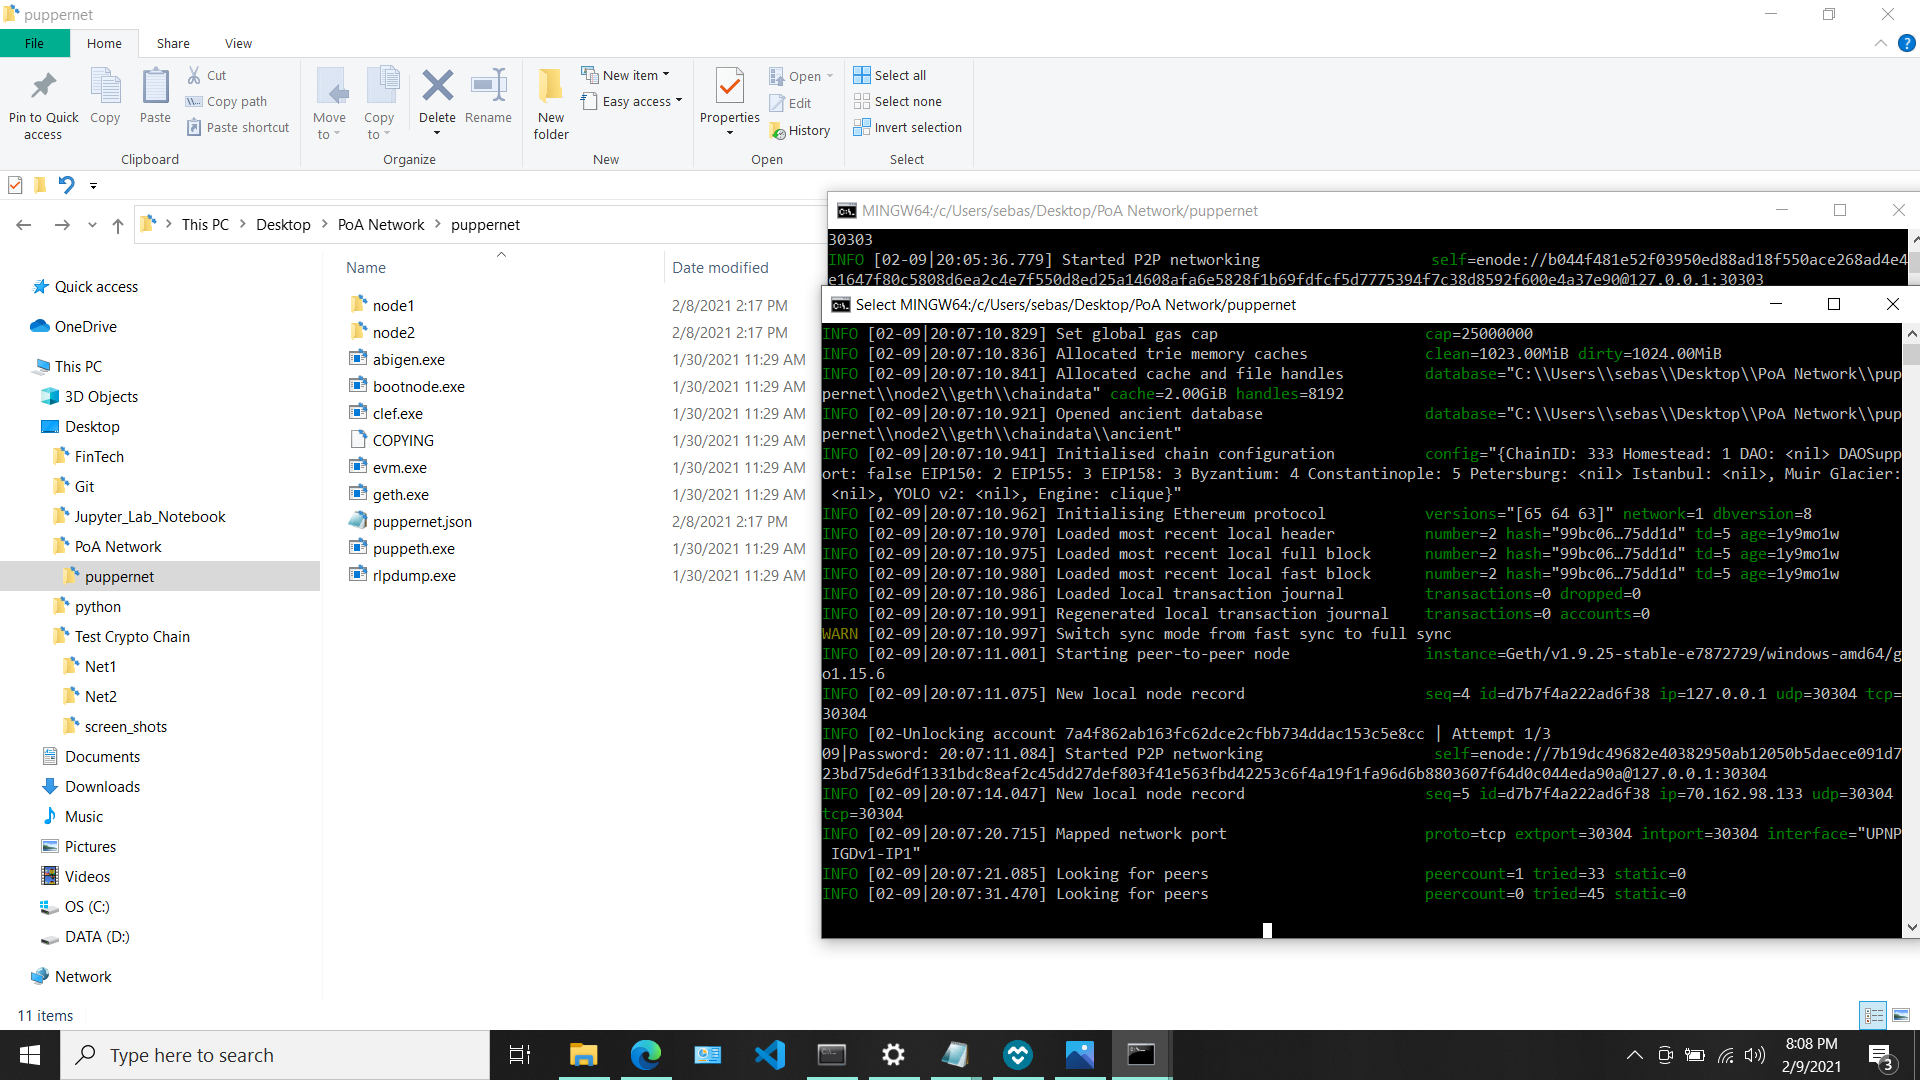 puppernet
File
Home
Share
View
Pin to Quick access
Copy
Paste
Cut
Copy path
Paste shortcut
Clipboard
Move to
Copy to
Delete
Rename
Organize
New folder
New item
Easy access
New
Properties
Open
Edit
History
Open
Select all
Select none
Invert selection
Select
This PC > Desktop > PoA Network > puppernet
Quick access
OneDrive
This PC
3D Objects
Desktop
FinTech
Git
Jupyter_Lab_Notebook
PoA Network
puppernet
python
Test Crypto Chain
Net1
Net2
screen_shots
Documents
Downloads
Music
Pictures
Videos
OS (C:)
DATA (D:)
Network
Name Date modified
node1 2/8/2021 2:17 PM
node2 2/8/2021 2:17 PM
abigen.exe 1/30/2021 11:29 AM
bootnode.exe 1/30/2021 11:29 AM
clef.exe 1/30/2021 11:29 AM
COPYING 1/30/2021 11:29 AM
evm.exe 1/30/2021 11:29 AM
geth.exe 1/30/2021 11:29 AM
puppernet.json 2/8/2021 2:17 PM
puppeth.exe 1/30/2021 11:29 AM
rlpdump.exe 1/30/2021 11:29 AM
11 items
MINGW64:/c/Users/sebas/Desktop/PoA Network/puppernet
30303
INFO [02-09|20:05:36.779] Started P2P networking self=enode://b044f481e52f03950ed88ad18f550ace268ad4e4
e1647f80c5808d6ea2c4e7f550d8ed25a14608afa6e5828f1b69fdfcf5d7775394f7c38d8592f600e4a37e90@127.0.0.1:30303
Select MINGW64:/c/Users/sebas/Desktop/PoA Network/puppernet
INFO [02-09|20:07:10.829] Set global gas cap cap=25000000
INFO [02-09|20:07:10.836] Allocated trie memory caches clean=1023.00MiB dirty=1024.00MiB
INFO [02-09|20:07:10.841] Allocated cache and file handles database="C:\\Users\\sebas\\Desktop\\PoA Network\\pup
pernet\\node2\\geth\\chaindata" cache=2.00GiB handles=8192
INFO [02-09|20:07:10.921] Opened ancient database database="C:\\Users\\sebas\\Desktop\\PoA Network\\pup
pernet\\node2\\geth\\chaindata\\ancient"
INFO [02-09|20:07:10.941] Initialised chain configuration config="{ChainID: 333 Homestead: 1 DAO: <nil> DAOSupp
ort: false EIP150: 2 EIP155: 3 EIP158: 3 Byzantium: 4 Constantinople: 5 Petersburg: <nil> Istanbul: <nil>, Muir Glacier:
<nil>, YOLO v2: <nil>, Engine: clique}"
INFO [02-09|20:07:10.962] Initialising Ethereum protocol versions="[65 64 63]" network=1 dbversion=8
INFO [02-09|20:07:10.970] Loaded most recent local header number=2 hash="99bc06…75dd1d" td=5 age=1y9mo1w
INFO [02-09|20:07:10.975] Loaded most recent local full block number=2 hash="99bc06…75dd1d" td=5 age=1y9mo1w
INFO [02-09|20:07:10.980] Loaded most recent local fast block number=2 hash="99bc06…75dd1d" td=5 age=1y9mo1w
INFO [02-09|20:07:10.986] Loaded local transaction journal transactions=0 dropped=0
INFO [02-09|20:07:10.991] Regenerated local transaction journal transactions=0 accounts=0
WARN [02-09|20:07:10.997] Switch sync mode from fast sync to full sync
INFO [02-09|20:07:11.001] Starting peer-to-peer node instance=Geth/v1.9.25-stable-e7872729/windows-amd64/g
o1.15.6
INFO [02-09|20:07:11.075] New local node record seq=4 id=d7b7f4a222ad6f38 ip=127.0.0.1 udp=30304 tcp=
30304
INFO [02-Unlocking account 7a4f862ab163fc62dce2cfbb734ddac153c5e8cc | Attempt 1/3
09|Password: 20:07:11.084] Started P2P networking self=enode://7b19dc49682e40382950ab12050b5daece091d7
23bd75de6df1331bdc8eaf2c45dd27def803f41e563fbd42253c6f4a19f1fa96d6b8803607f64d0c044eda90a@127.0.0.1:30304
INFO [02-09|20:07:14.047] New local node record seq=5 id=d7b7f4a222ad6f38 ip=70.162.98.133 udp=30304
tcp=30304
INFO [02-09|20:07:20.715] Mapped network port proto=tcp extport=30304 intport=30304 interface="UPNP
IGDv1-IP1"
INFO [02-09|20:07:21.085] Looking for peers peercount=1 tried=33 static=0
INFO [02-09|20:07:31.470] Looking for peers peercount=0 tried=45 static=0
Type here to search
8:08 PM
2/9/2021
3